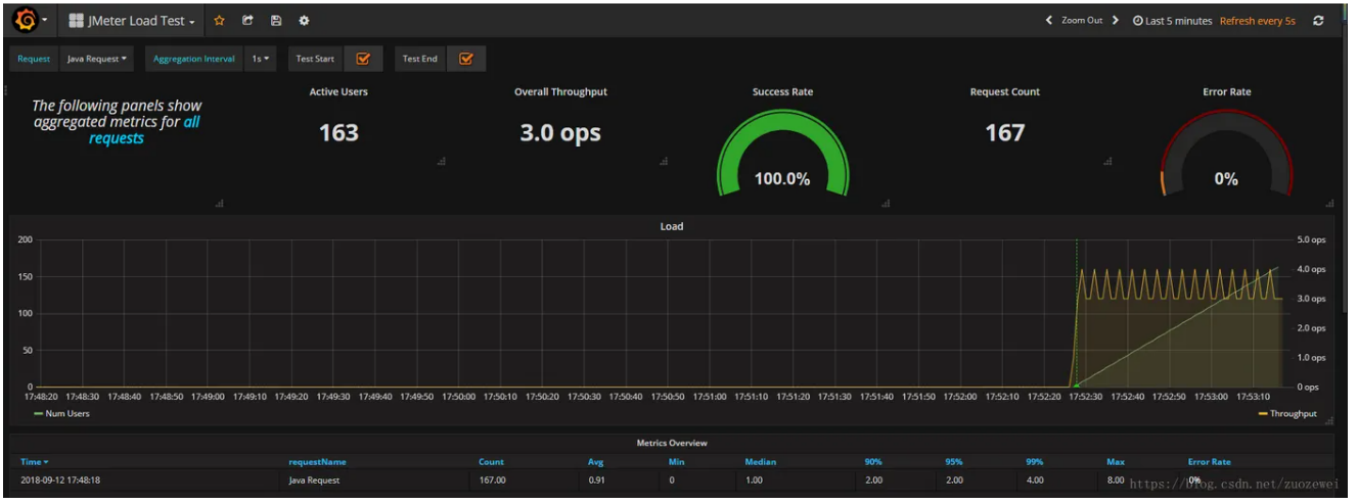 JMeter Load Test
Zoom Out
Last 5 minutes Refresh every 5s
Request Java Request Aggregation Interval 1s Test Start Test End
The following panels show
aggregated metrics for all
requests
Active Users
163
Overall Throughput
3.0 ops
Success Rate
100.0%
Request Count
167
Error Rate
0%
Load
200
150
100
50
0
5.0 ops
4.0 ops
3.0 ops
2.0 ops
1.0 ops
0 ops
17:48:20 17:48:30 17:48:40 17:48:50 17:49:00 17:49:10 17:49:20 17:49:30 17:49:40 17:49:50 17:50:00 17:50:10 17:50:20 17:50:30 17:50:40 17:50:50 17:51:00 17:51:10 17:51:20 17:51:30 17:51:40 17:51:50 17:52:00 17:52:10 17:52:20 17:52:30 17:52:40 17:52:50 17:53:00 17:53:10
Num Users
Throughput
Metrics Overview
Time requestName Count Avg Min Median 90% 95% 99% Max Error Rate
2018-09-12 17:48:18 Java Request 167.00 0.91 0 1.00 2.00 2.00 4.00 8.00 0%
https://blog.csdn.net/zuozewei